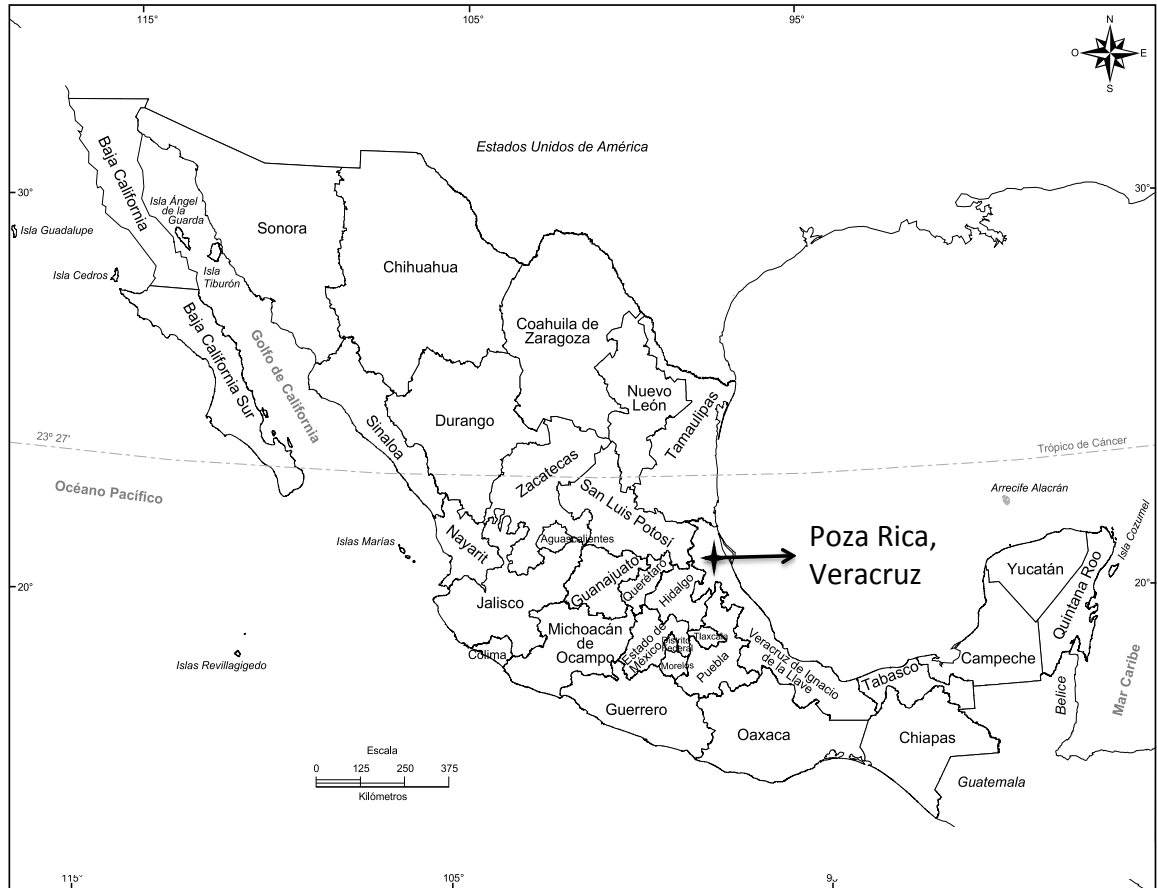 115°
105°
95°
N
O
E
S
Estados Unidos de América
30°
30°
Baja California
Isla Ángel
de la
Guarda
Isla Guadalupe
Sonora
Isla Cedros
Isla
Tiburón
Chihuahua
Baja California Sur
Golfo de California
Coahuila de
Zaragoza
Nuevo
León
Tamaulipas
Durango
Sinaloa
23° 27'
Trópico de Cáncer
Océano Pacífico
Zacatecas
San Luis Potosí
Arrecife Alacrán
Isla Cozumel
Nayarit
Islas Marías
Aguascalientes
Poza Rica,
Veracruz
Yucatán
Quintana Roo
20°
20°
Guanajuato
Querétaro
Hidalgo
Jalisco
Michoacán
de
Ocampo
Colima
Estado de
México
Distrito
Federal
Tlaxcala
Morelos
Puebla
Veracruz de Ignacio
de la Llave
Tabasco
Campeche
Belice
Mar Caribe
Islas Revillagigedo
Guerrero
Oaxaca
Chiapas
Guatemala
Escala
0 125 250 375
Kilómetros
115°
105°